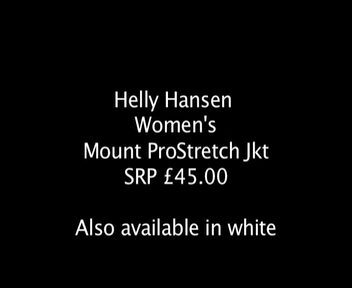 Helly Hansen
Women's
Mount ProStretch Jkt
SRP £45.00
Also available in white